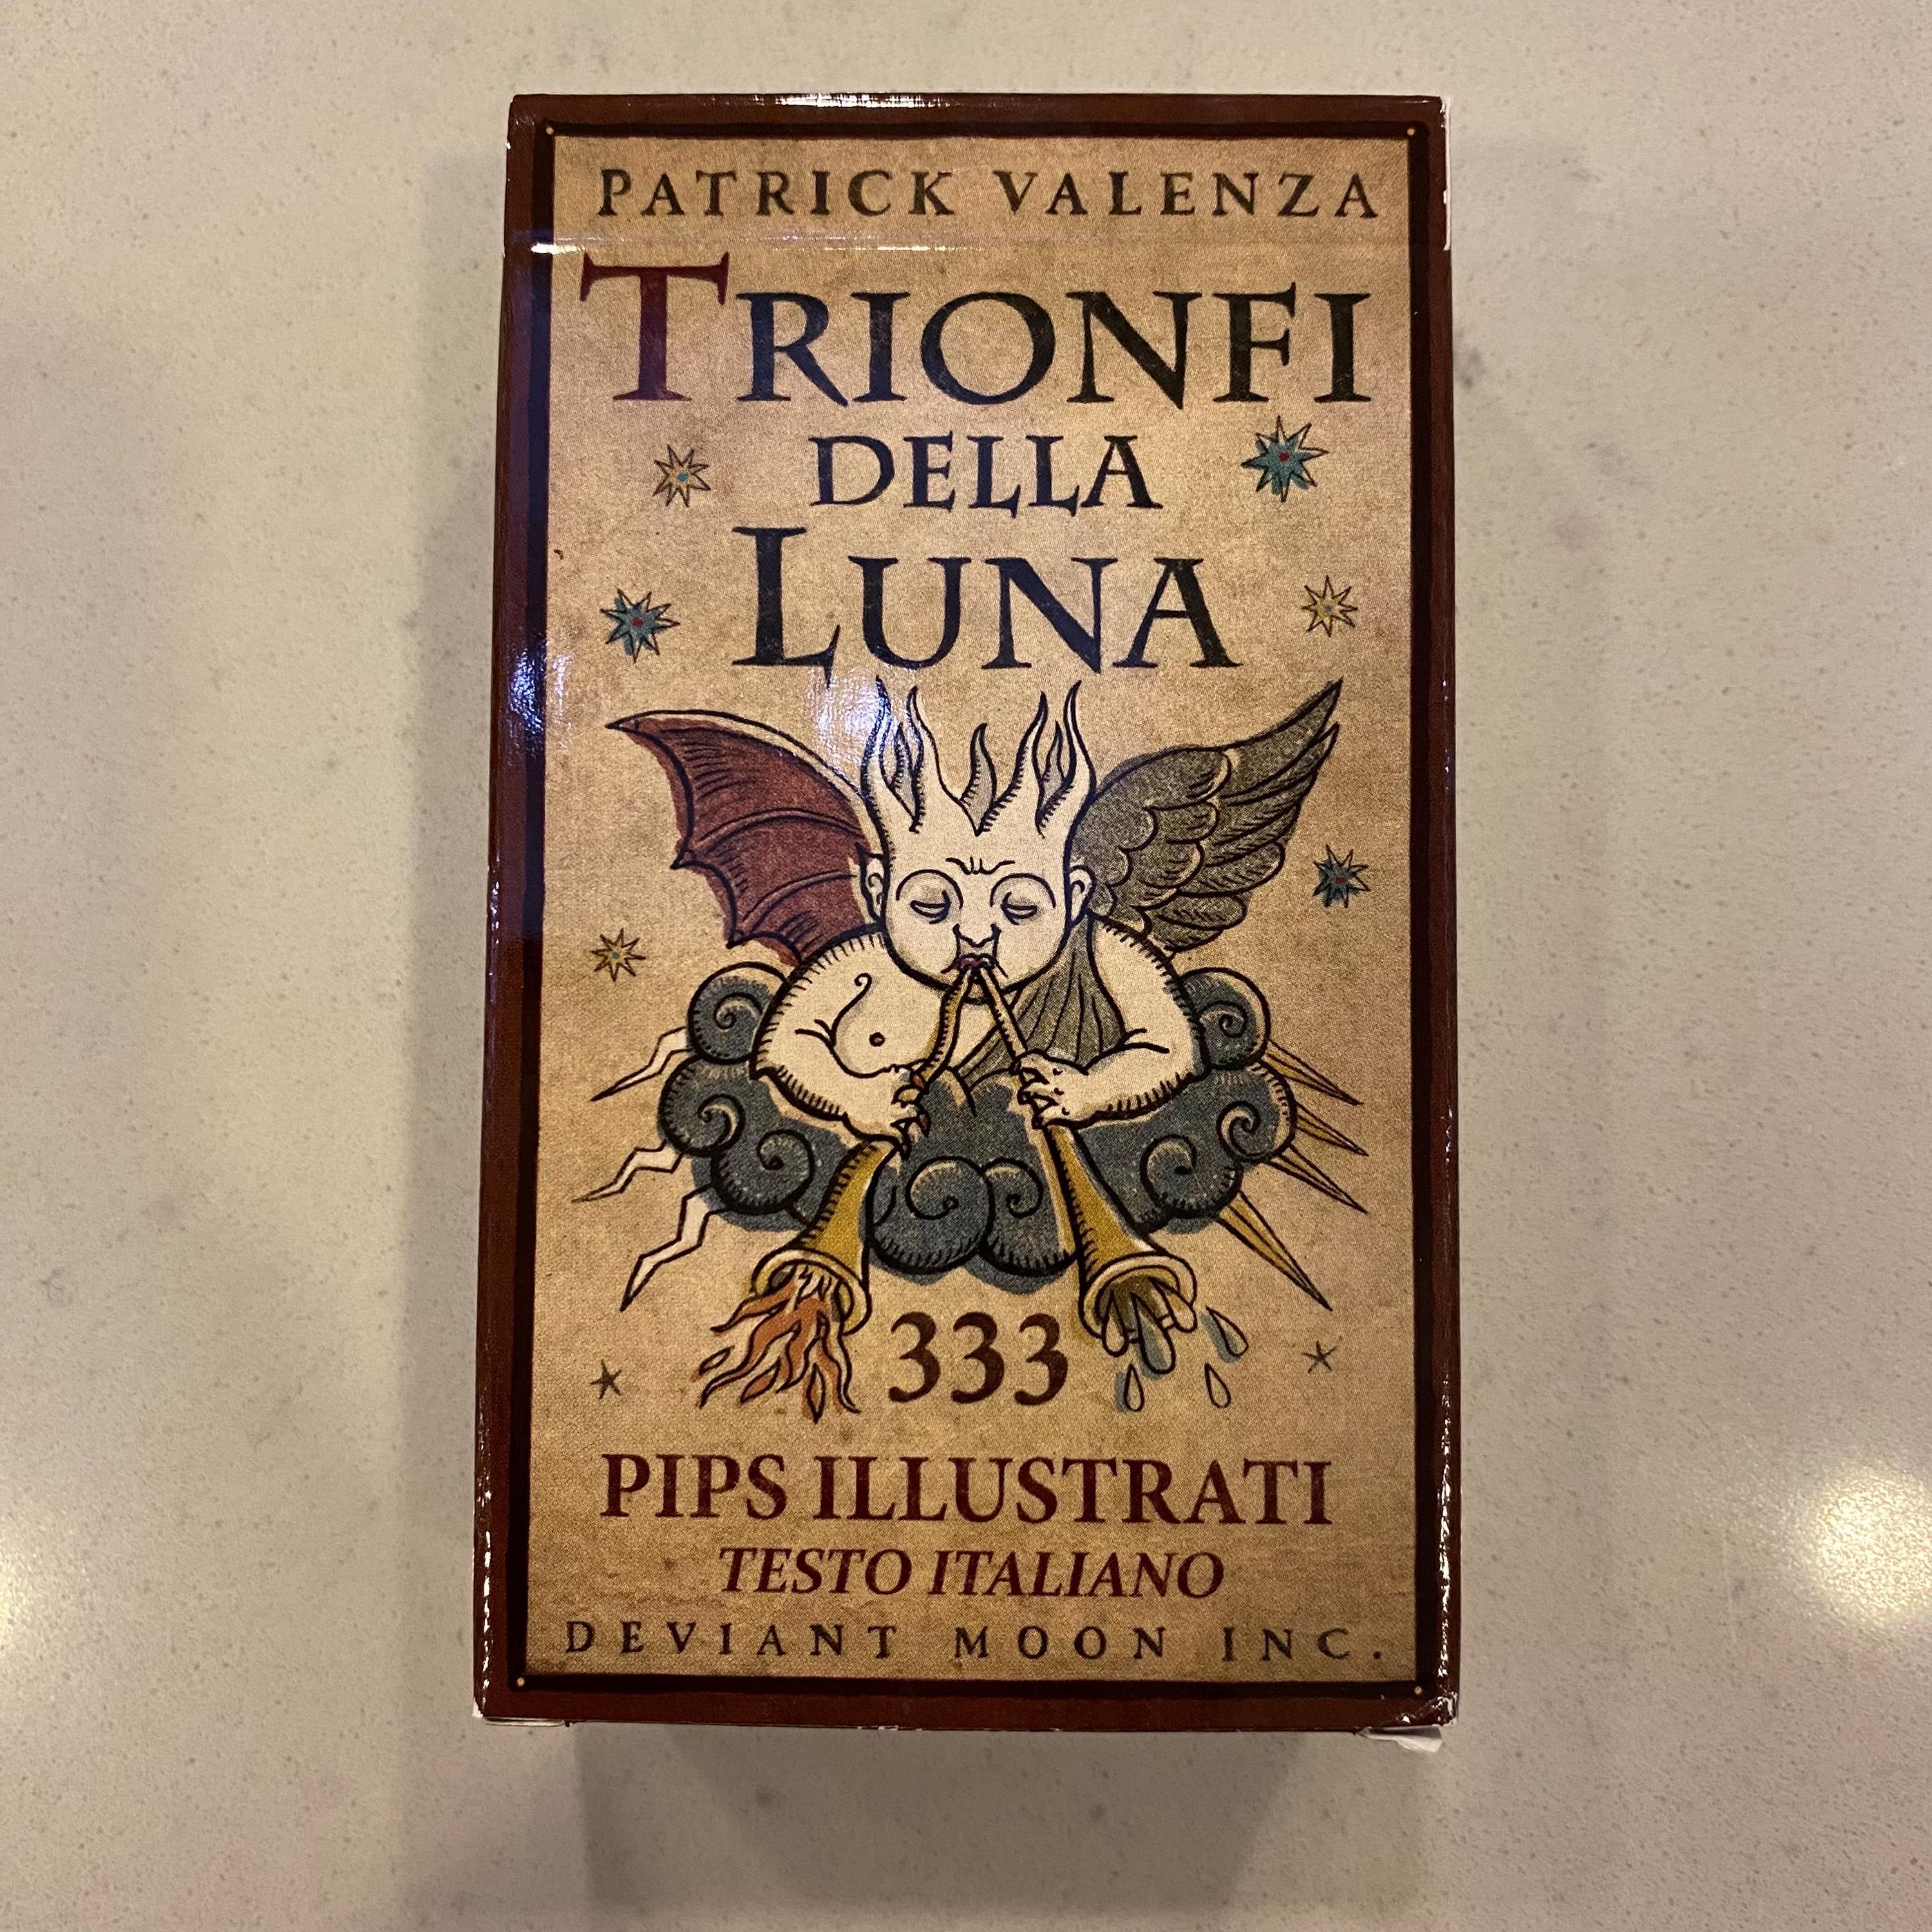 PATRICK VALENZA
TRIONFI
DELLA
LUNA
333
PIPS ILLUSTRATI
TESTO ITALIANO
DEVIANT MOON INC.